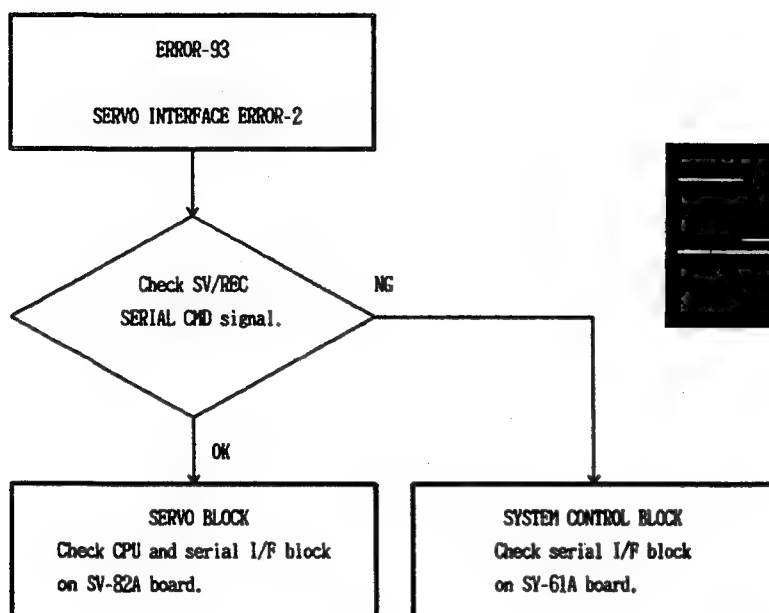 ERROR-93
SERVO INTERFACE ERROR-2
Check SV/REC
SERIAL CMD signal.
NG
OK
SERVO BLOCK
Check CPU and serial I/F block
on SV-82A board.
SYSTEM CONTROL BLOCK
Check serial I/F block
on SY-61A board.